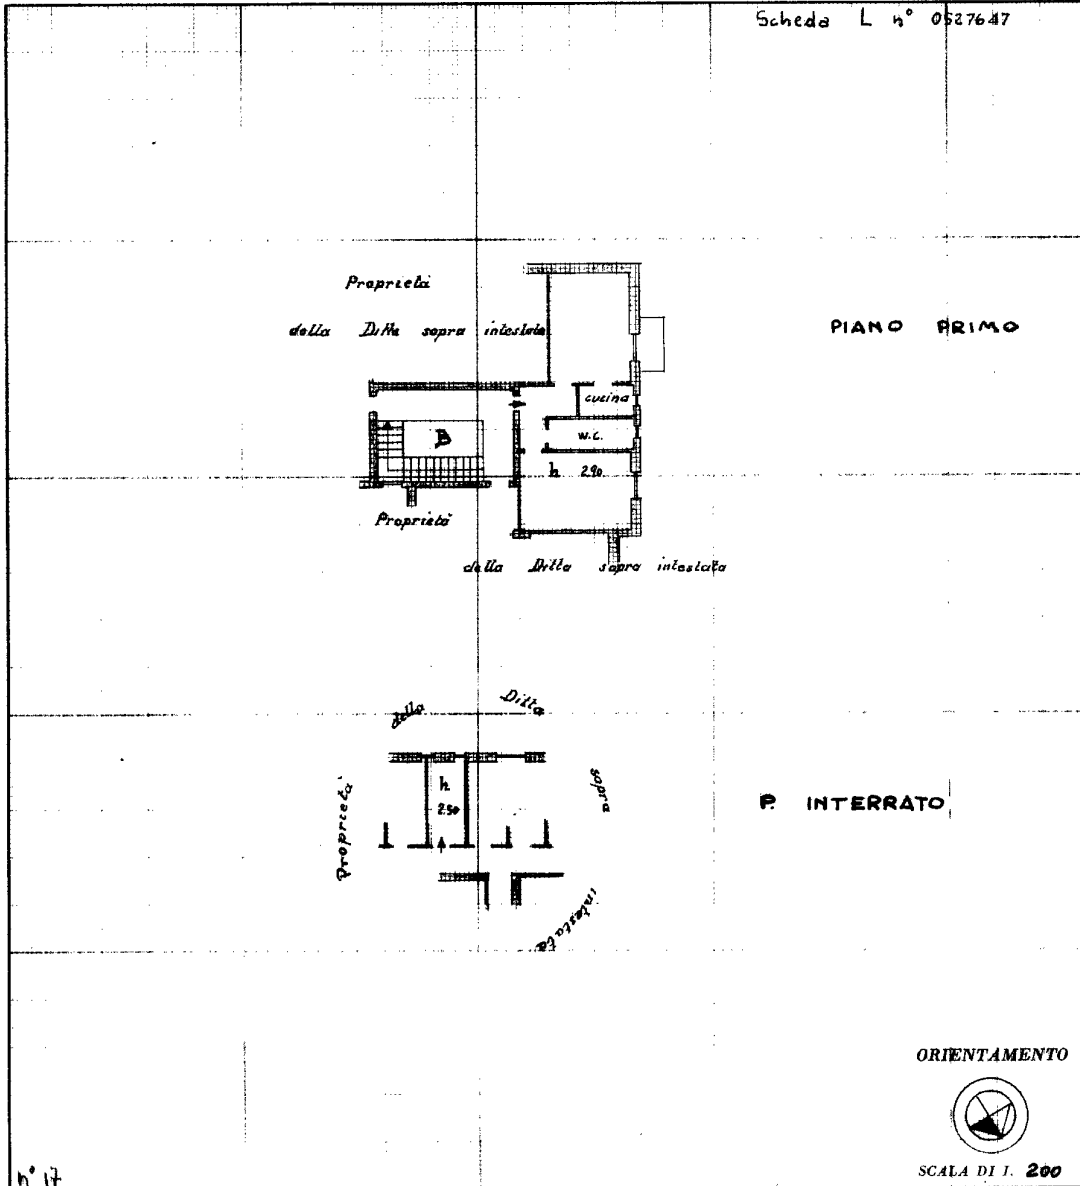 Scheda L n° 0527647
Proprietà
della Ditta sopra intestata
PIANO PRIMO
cucina
B
w.c.
h 2.90
Proprietà
della Ditta sopra intestata
della Ditta
Proprietà
h
2.50
sopra
P. INTERRATO
intestata
ORIENTAMENTO
SCALA DI 1. 200
n° 17